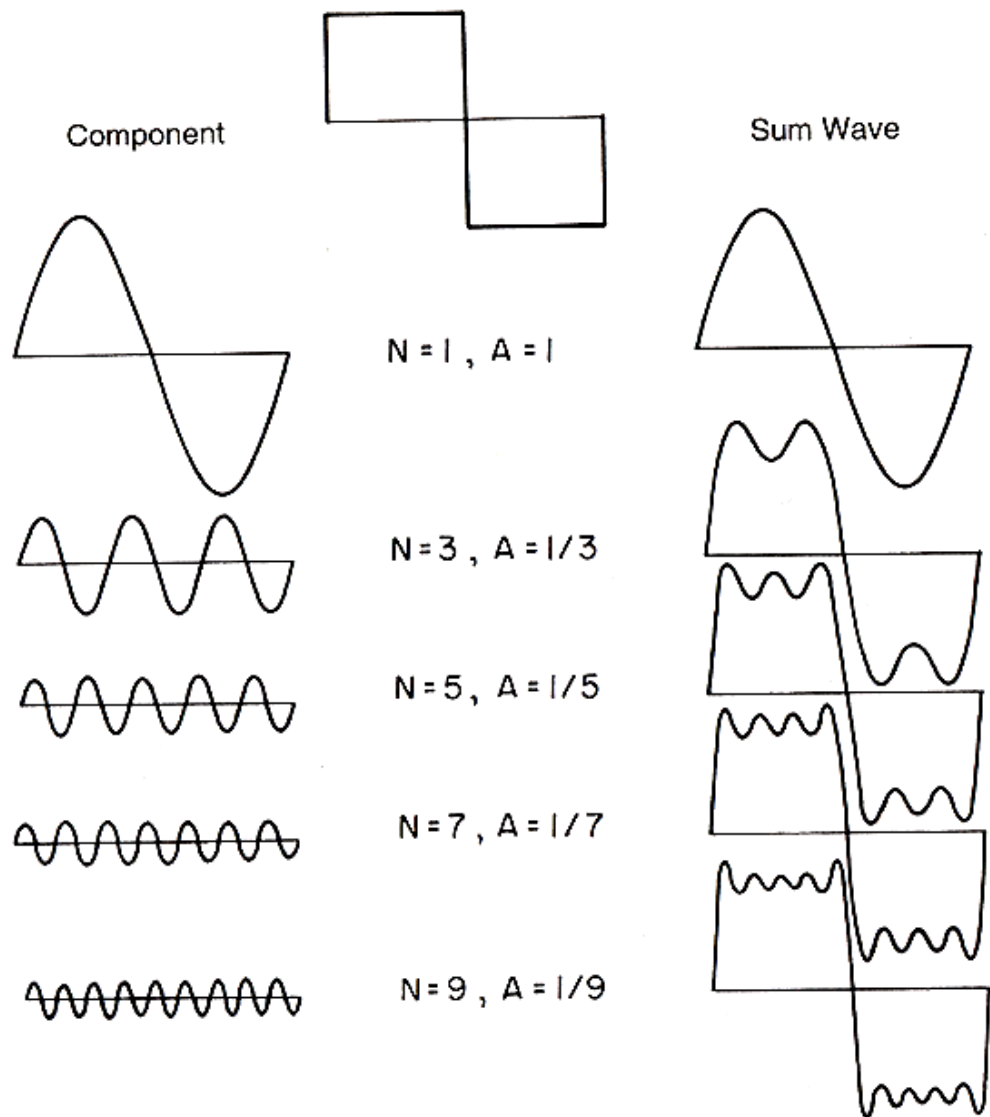 Component
Sum Wave
N=1, A=1
N=3, A=1/3
N=5, A=1/5
N=7, A=1/7
N=9, A=1/9